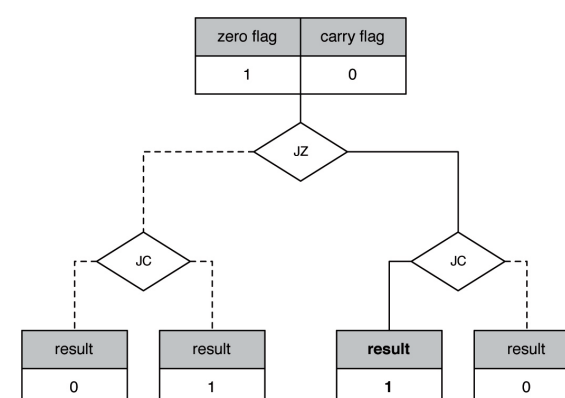 zero flag carry flag
1 0
JZ
JC JC
result result result result
0 1 1 0